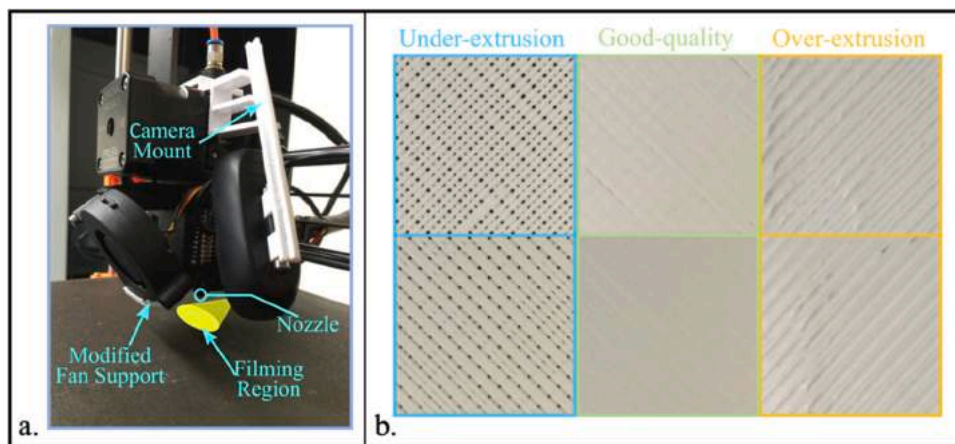 Camera
Mount
Nozzle
Modified
Fan Support
Filming
Region
a.
Under-extrusion
Good-quality
Over-extrusion
b.